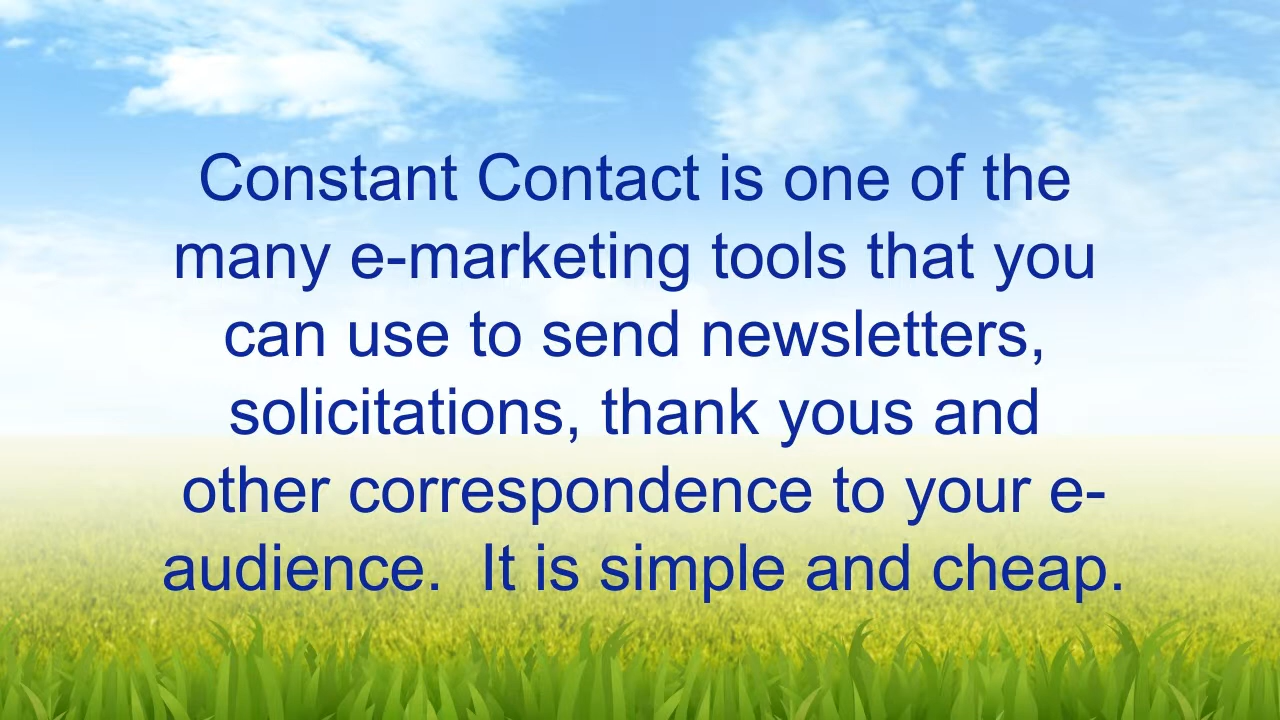 Constant Contact is one of the
many e-marketing tools that you
can use to send newsletters,
solicitations, thank yous and
other correspondence to your e-
audience.  It is simple and cheap.